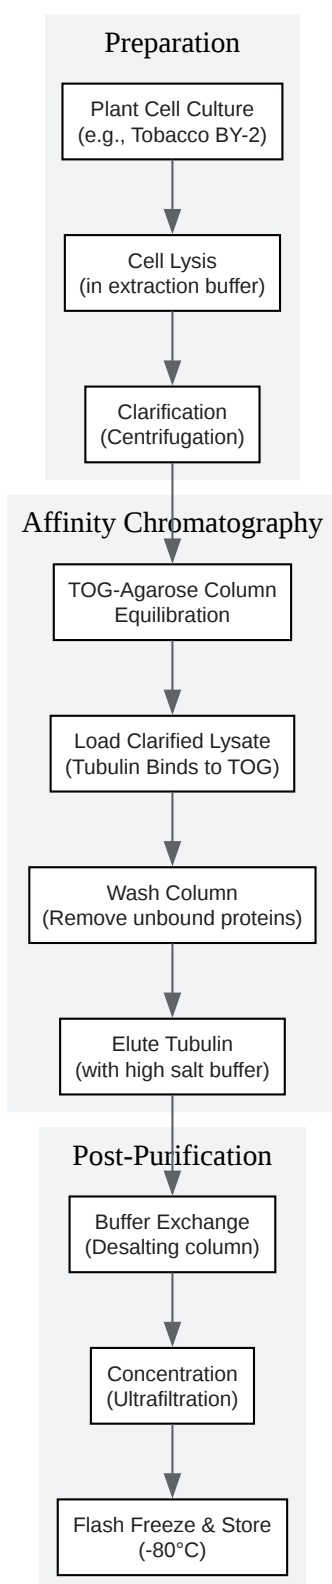 Preparation
Plant Cell Culture
(e.g., Tobacco BY-2)
Cell Lysis
(in extraction buffer)
Clarification
(Centrifugation)
Affinity Chromatography
TOG-Agarose Column
Equilibration
Load Clarified Lysate
(Tubulin Binds to TOG)
Wash Column
(Remove unbound proteins)
Elute Tubulin
(with high salt buffer)
Post-Purification
Buffer Exchange
(Desalting column)
Concentration
(Ultrafiltration)
Flash Freeze & Store
(-80°C)